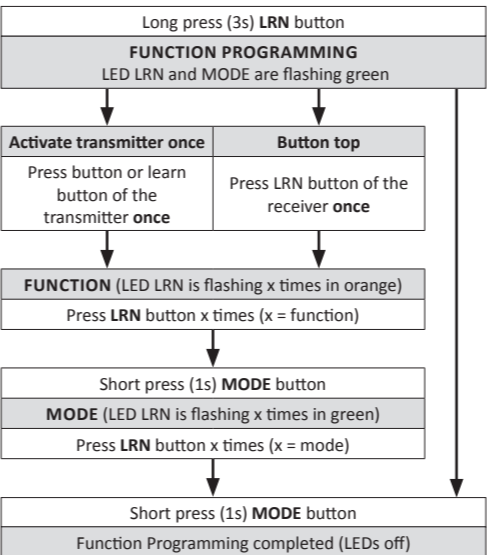 Long press (3s) LRN button
FUNCTION PROGRAMMING
LED LRN and MODE are flashing green
Activate transmitter once
Press button or learn
button of the
transmitter once
Button top
Press LRN button of the
receiver once
FUNCTION (LED LRN is flashing x times in orange)
Press LRN button x times (x = function)
Short press (1s) MODE button
MODE (LED LRN is flashing x times in green)
Press LRN button x times (x = mode)
Short press (1s) MODE button
Function Programming completed (LEDs off)